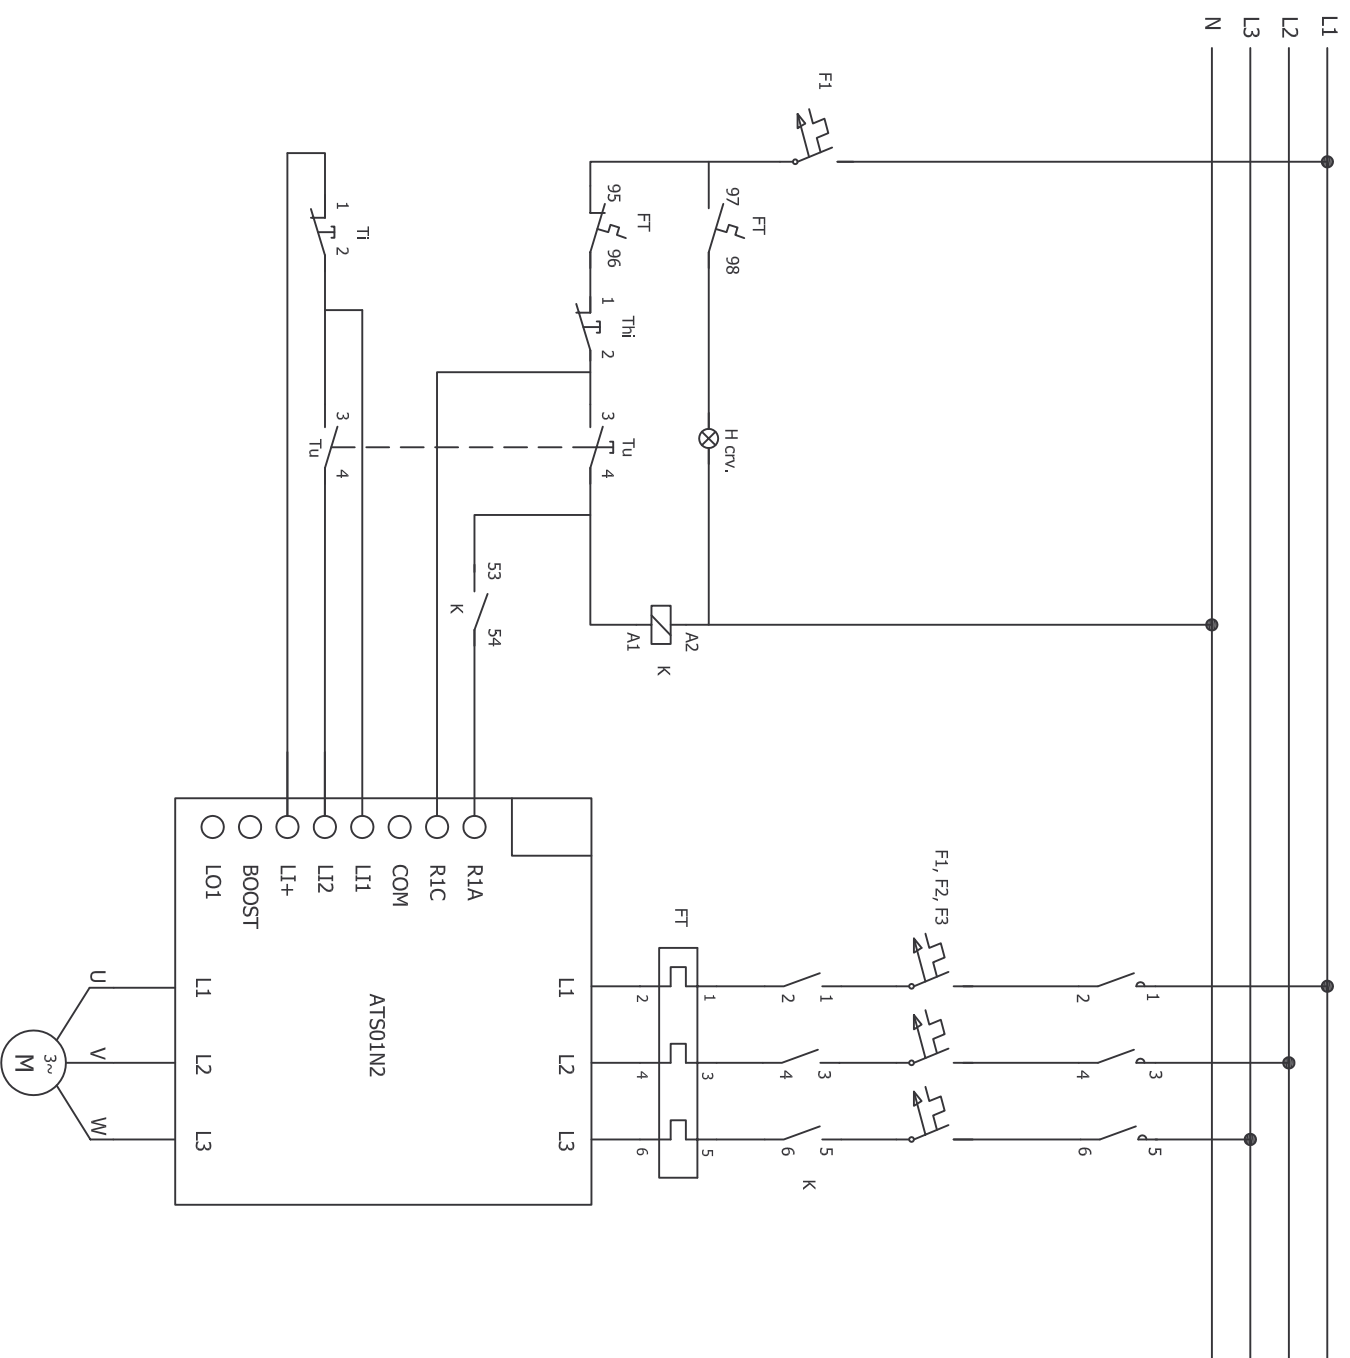 L1
L2
L3
N
F1
97
FT
98
95
FT
96
1
Thi
2
1
Ti
2
3
Tu
4
3
Tu
4
H crv.
53
K
54
A1
A2
K
R1A
R1C
COM
LI1
LI2
LI+
BOOST
LO1
F1, F2, F3
FT
1
2
1
2
1
2
3
4
3
4
3
4
5
6
5
6
5
6
K
L1
L2
L3
ATS01N2
L1
L2
L3
U
V
W
3~
M